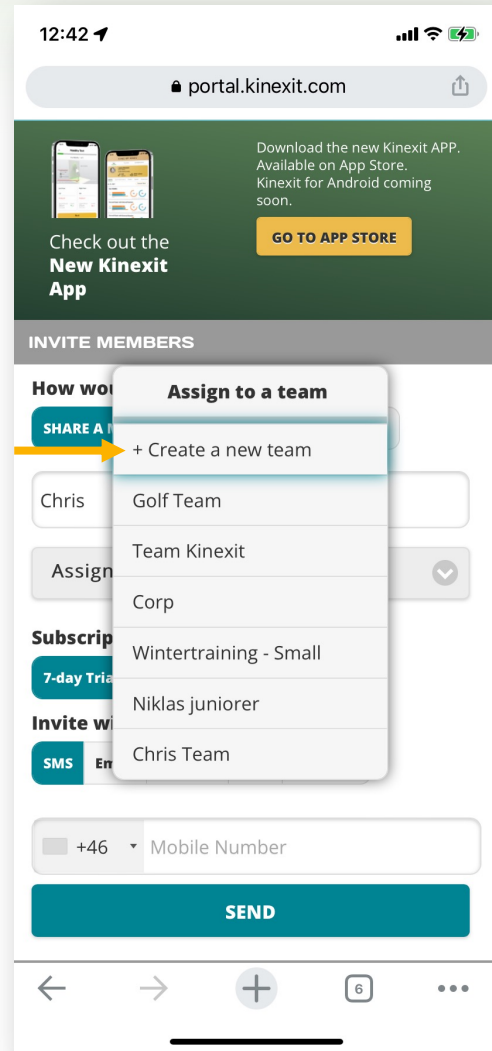 12:42
portal.kinexit.com
Download the new Kinexit APP.
Available on App Store.
Kinexit for Android coming
soon.
GO TO APP STORE
Check out the
New Kinexit
App
INVITE MEMBERS
How wou
Assign to a team
SHARE A
+ Create a new team
Chris
Golf Team
Team Kinexit
Assign
Corp
Subscrip
Wintertraining - Small
7-day Tria
Niklas juniorer
Invite wi
SMS Em
Chris Team
+46 Mobile Number
SEND
6